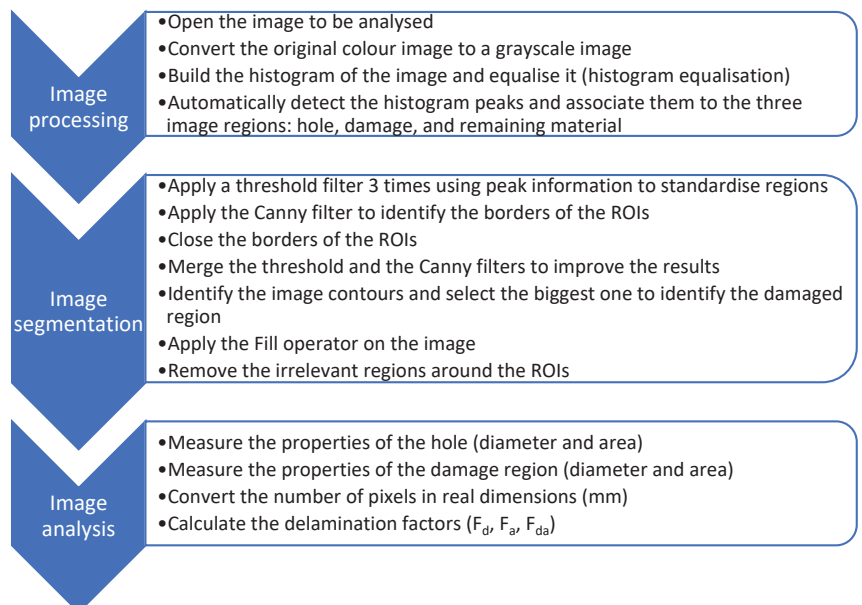 Image
processing
•Open the image to be analysed
•Convert the original colour image to a grayscale image
•Build the histogram of the image and equalise it (histogram equalisation)
•Automatically detect the histogram peaks and associate them to the three
image regions: hole, damage, and remaining material
Image
segmentation
•Apply a threshold filter 3 times using peak information to standardise regions
•Apply the Canny filter to identify the borders of the ROIs
•Close the borders of the ROIs
•Merge the threshold and the Canny filters to improve the results
•Identify the image contours and select the biggest one to identify the damaged
region
•Apply the Fill operator on the image
•Remove the irrelevant regions around the ROIs
Image
analysis
•Measure the properties of the hole (diameter and area)
•Measure the properties of the damage region (diameter and area)
•Convert the number of pixels in real dimensions (mm)
•Calculate the delamination factors (Fd, Fa, Fda)